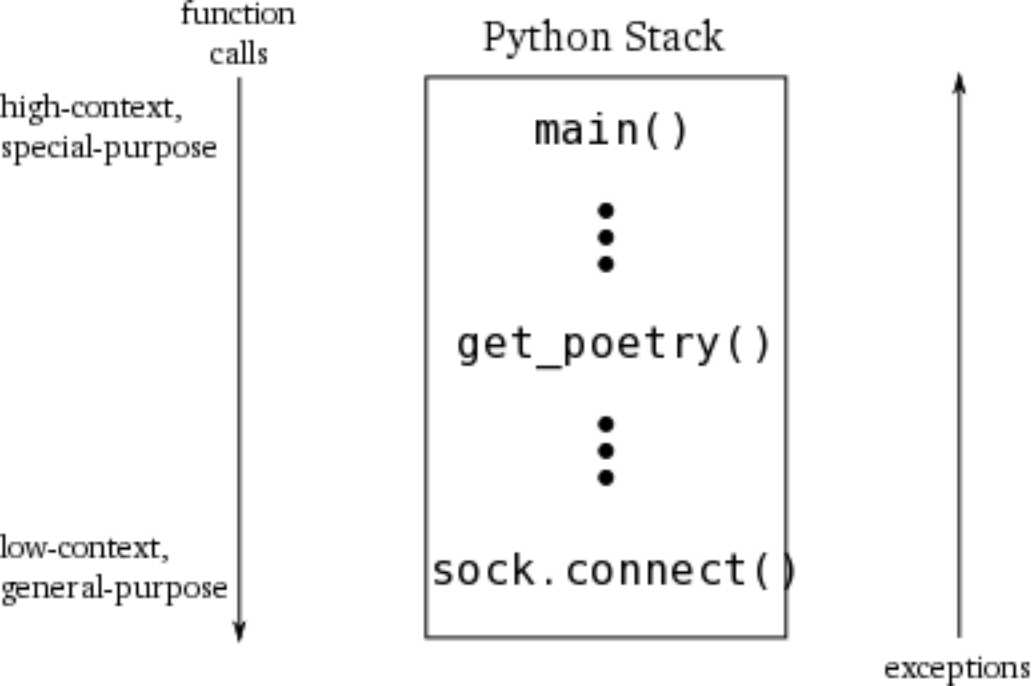 function
calls
Python Stack
high-context,
special-purpose
main()
get_poetry()
low-context,
general-purpose
sock.connect()
exceptions